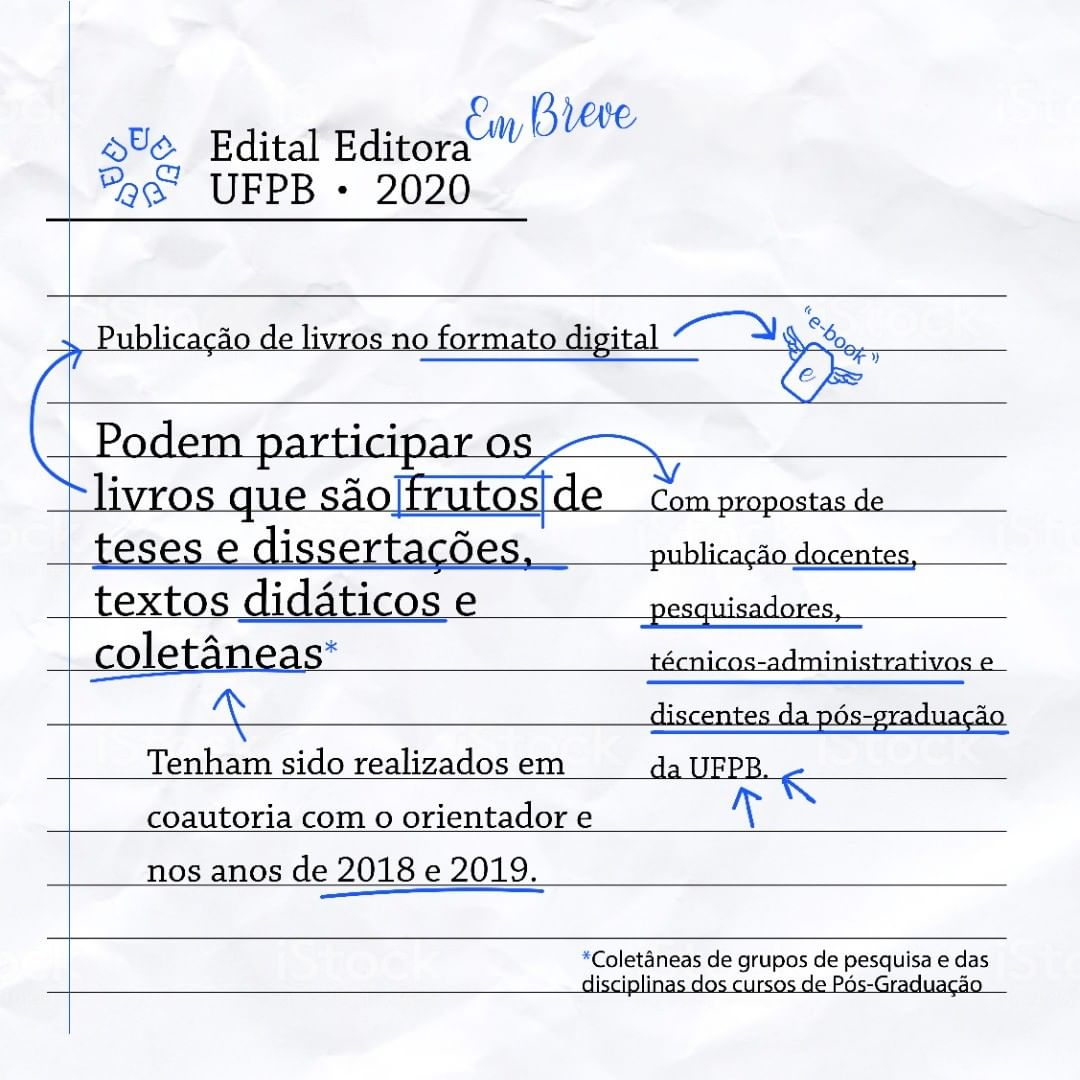 Em Breve
Edital Editora
UFPB • 2020
Publicação de livros no formato digital
"e-book"
e
Podem participar os
livros que são frutos de
teses e dissertações,
textos didáticos e
coletâneas*
Com propostas de
publicação docentes,
pesquisadores,
técnicos-administrativos e
discentes da pós-graduação
da UFPB.
Tenham sido realizados em
coautoria com o orientador e
nos anos de 2018 e 2019.
*Coletâneas de grupos de pesquisa e das
disciplinas dos cursos de Pós-Graduação
iStock